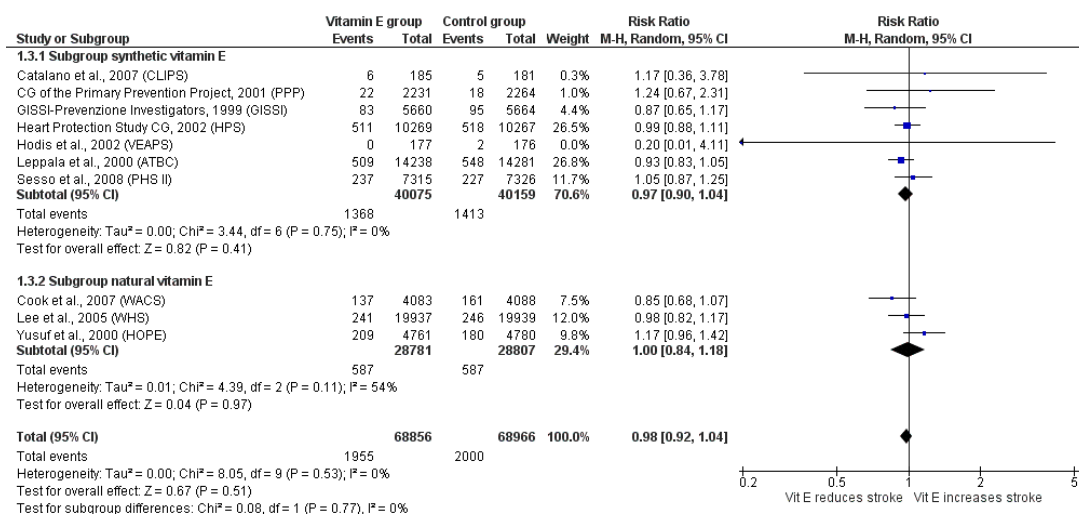 Vitamin E group Control group Risk Ratio Risk Ratio
Study or Subgroup Events Total Events Total Weight M-H, Random, 95% CI M-H, Random, 95% CI
1.3.1 Subgroup synthetic vitamin E
Catalano et al., 2007 (CLIPS) 6 185 5 181 0.3% 1.17 [0.36, 3.78]
CG of the Primary Prevention Project, 2001 (PPP) 22 2231 18 2264 1.0% 1.24 [0.67, 2.31]
GISSI-Prevenzione Investigators, 1999 (GISSI) 83 5660 95 5664 4.4% 0.87 [0.65, 1.17]
Heart Protection Study CG, 2002 (HPS) 511 10269 518 10267 26.5% 0.99 [0.88, 1.11]
Hodis et al., 2002 (VEAPS) 0 177 2 176 0.0% 0.20 [0.01, 4.11]
Leppala et al., 2000 (ATBC) 509 14238 548 14281 26.8% 0.93 [0.83, 1.05]
Sesso et al., 2008 (PHS II) 237 7315 227 7326 11.7% 1.05 [0.87, 1.25]
Subtotal (95% CI) 40075 40159 70.6% 0.97 [0.90, 1.04]
Total events 1368 1413
Heterogeneity: Tau² = 0.00; Chi² = 3.44, df = 6 (P = 0.75); I² = 0%
Test for overall effect: Z = 0.82 (P = 0.41)
1.3.2 Subgroup natural vitamin E
Cook et al., 2007 (WACS) 137 4083 161 4088 7.5% 0.85 [0.68, 1.07]
Lee et al., 2005 (WHS) 241 19937 246 19939 12.0% 0.98 [0.82, 1.17]
Yusuf et al., 2000 (HOPE) 209 4761 180 4780 9.8% 1.17 [0.96, 1.42]
Subtotal (95% CI) 28781 28807 29.4% 1.00 [0.84, 1.18]
Total events 587 587
Heterogeneity: Tau² = 0.01; Chi² = 4.39, df = 2 (P = 0.11); I² = 54%
Test for overall effect: Z = 0.04 (P = 0.97)
Total (95% CI) 68856 68966 100.0% 0.98 [0.92, 1.04]
Total events 1955 2000
Heterogeneity: Tau² = 0.00; Chi² = 8.05, df = 9 (P = 0.53); I² = 0%
Test for overall effect: Z = 0.67 (P = 0.51)
Test for subgroup differences: Chi² = 0.08, df = 1 (P = 0.77), I² = 0%
0.2 0.5 1 2 5
Vit E reduces stroke Vit E increases stroke